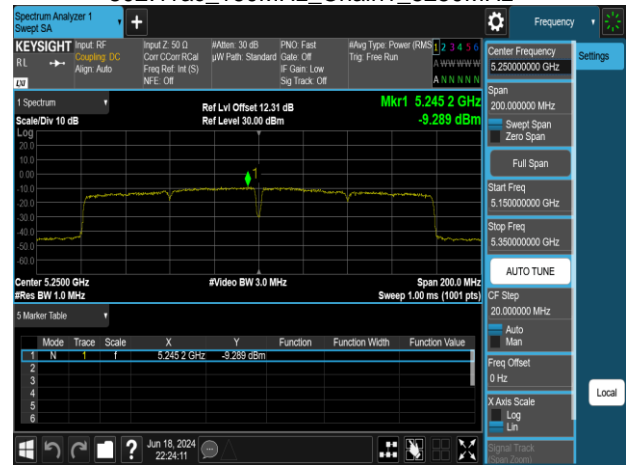 Spectrum Analyzer 1
Swept SA
Frequency
KEYSIGHT
RL
Input: RF
Coupling: DC
Align: Auto
Input Z: 50 Ω
Corr CCorr RCal
Freq Ref: Int (S)
NFE: Off
#Atten: 30 dB
µW Path: Standard
PNO: Fast
Gate: Off
IF Gain: Low
Sig Track: Off
#Avg Type: Power (RMS
Trig: Free Run
1 2 3 4 5 6
A W W W W W
A N N N N N
LXI
1 Spectrum
Scale/Div 10 dB
Ref Lvl Offset 12.31 dB
Ref Level 30.00 dBm
Mkr1 5.245 2 GHz
-9.289 dBm
Log
20.0
10.0
0.00
-10.0
-20.0
-30.0
-40.0
-50.0
-60.0
1
Center 5.2500 GHz
#Res BW 1.0 MHz
#Video BW 3.0 MHz
Span 200.0 MHz
Sweep 1.00 ms (1001 pts)
5 Marker Table
Mode Trace Scale X Y Function Function Width Function Value
1 N 1 f 5.245 2 GHz -9.289 dBm
2
3
4
5
6
Jun 18, 2024
22:24:11
Center Frequency
5.250000000 GHz
Span
200.000000 MHz
Swept Span
Zero Span
Full Span
Start Freq
5.150000000 GHz
Stop Freq
5.350000000 GHz
AUTO TUNE
CF Step
20.000000 MHz
Auto
Man
Freq Offset
0 Hz
X Axis Scale
Log
Lin
Signal Track
(Span Zoom)
Settings
Local